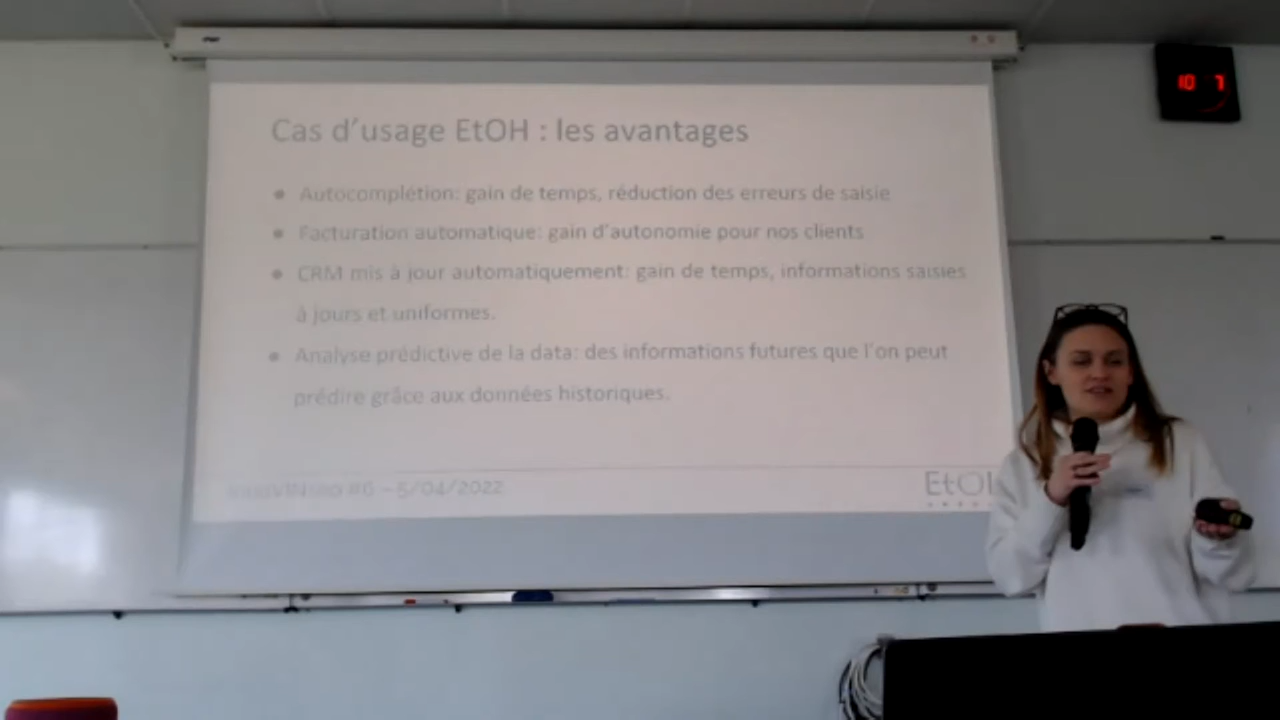 Cas d'usage EtOH : les avantages
Autocomplétion: gain de temps, réduction des erreurs de saisie
Facturation automatique: gain d'autonomie pour nos clients
CRM mis à jour automatiquement: gain de temps, informations saisies
à jours et uniformes.
Analyse prédictive de la data: des informations futures que l'on peut
prédire grâce aux données historiques.
#6 – 5/04/2022
EtOH
10 7